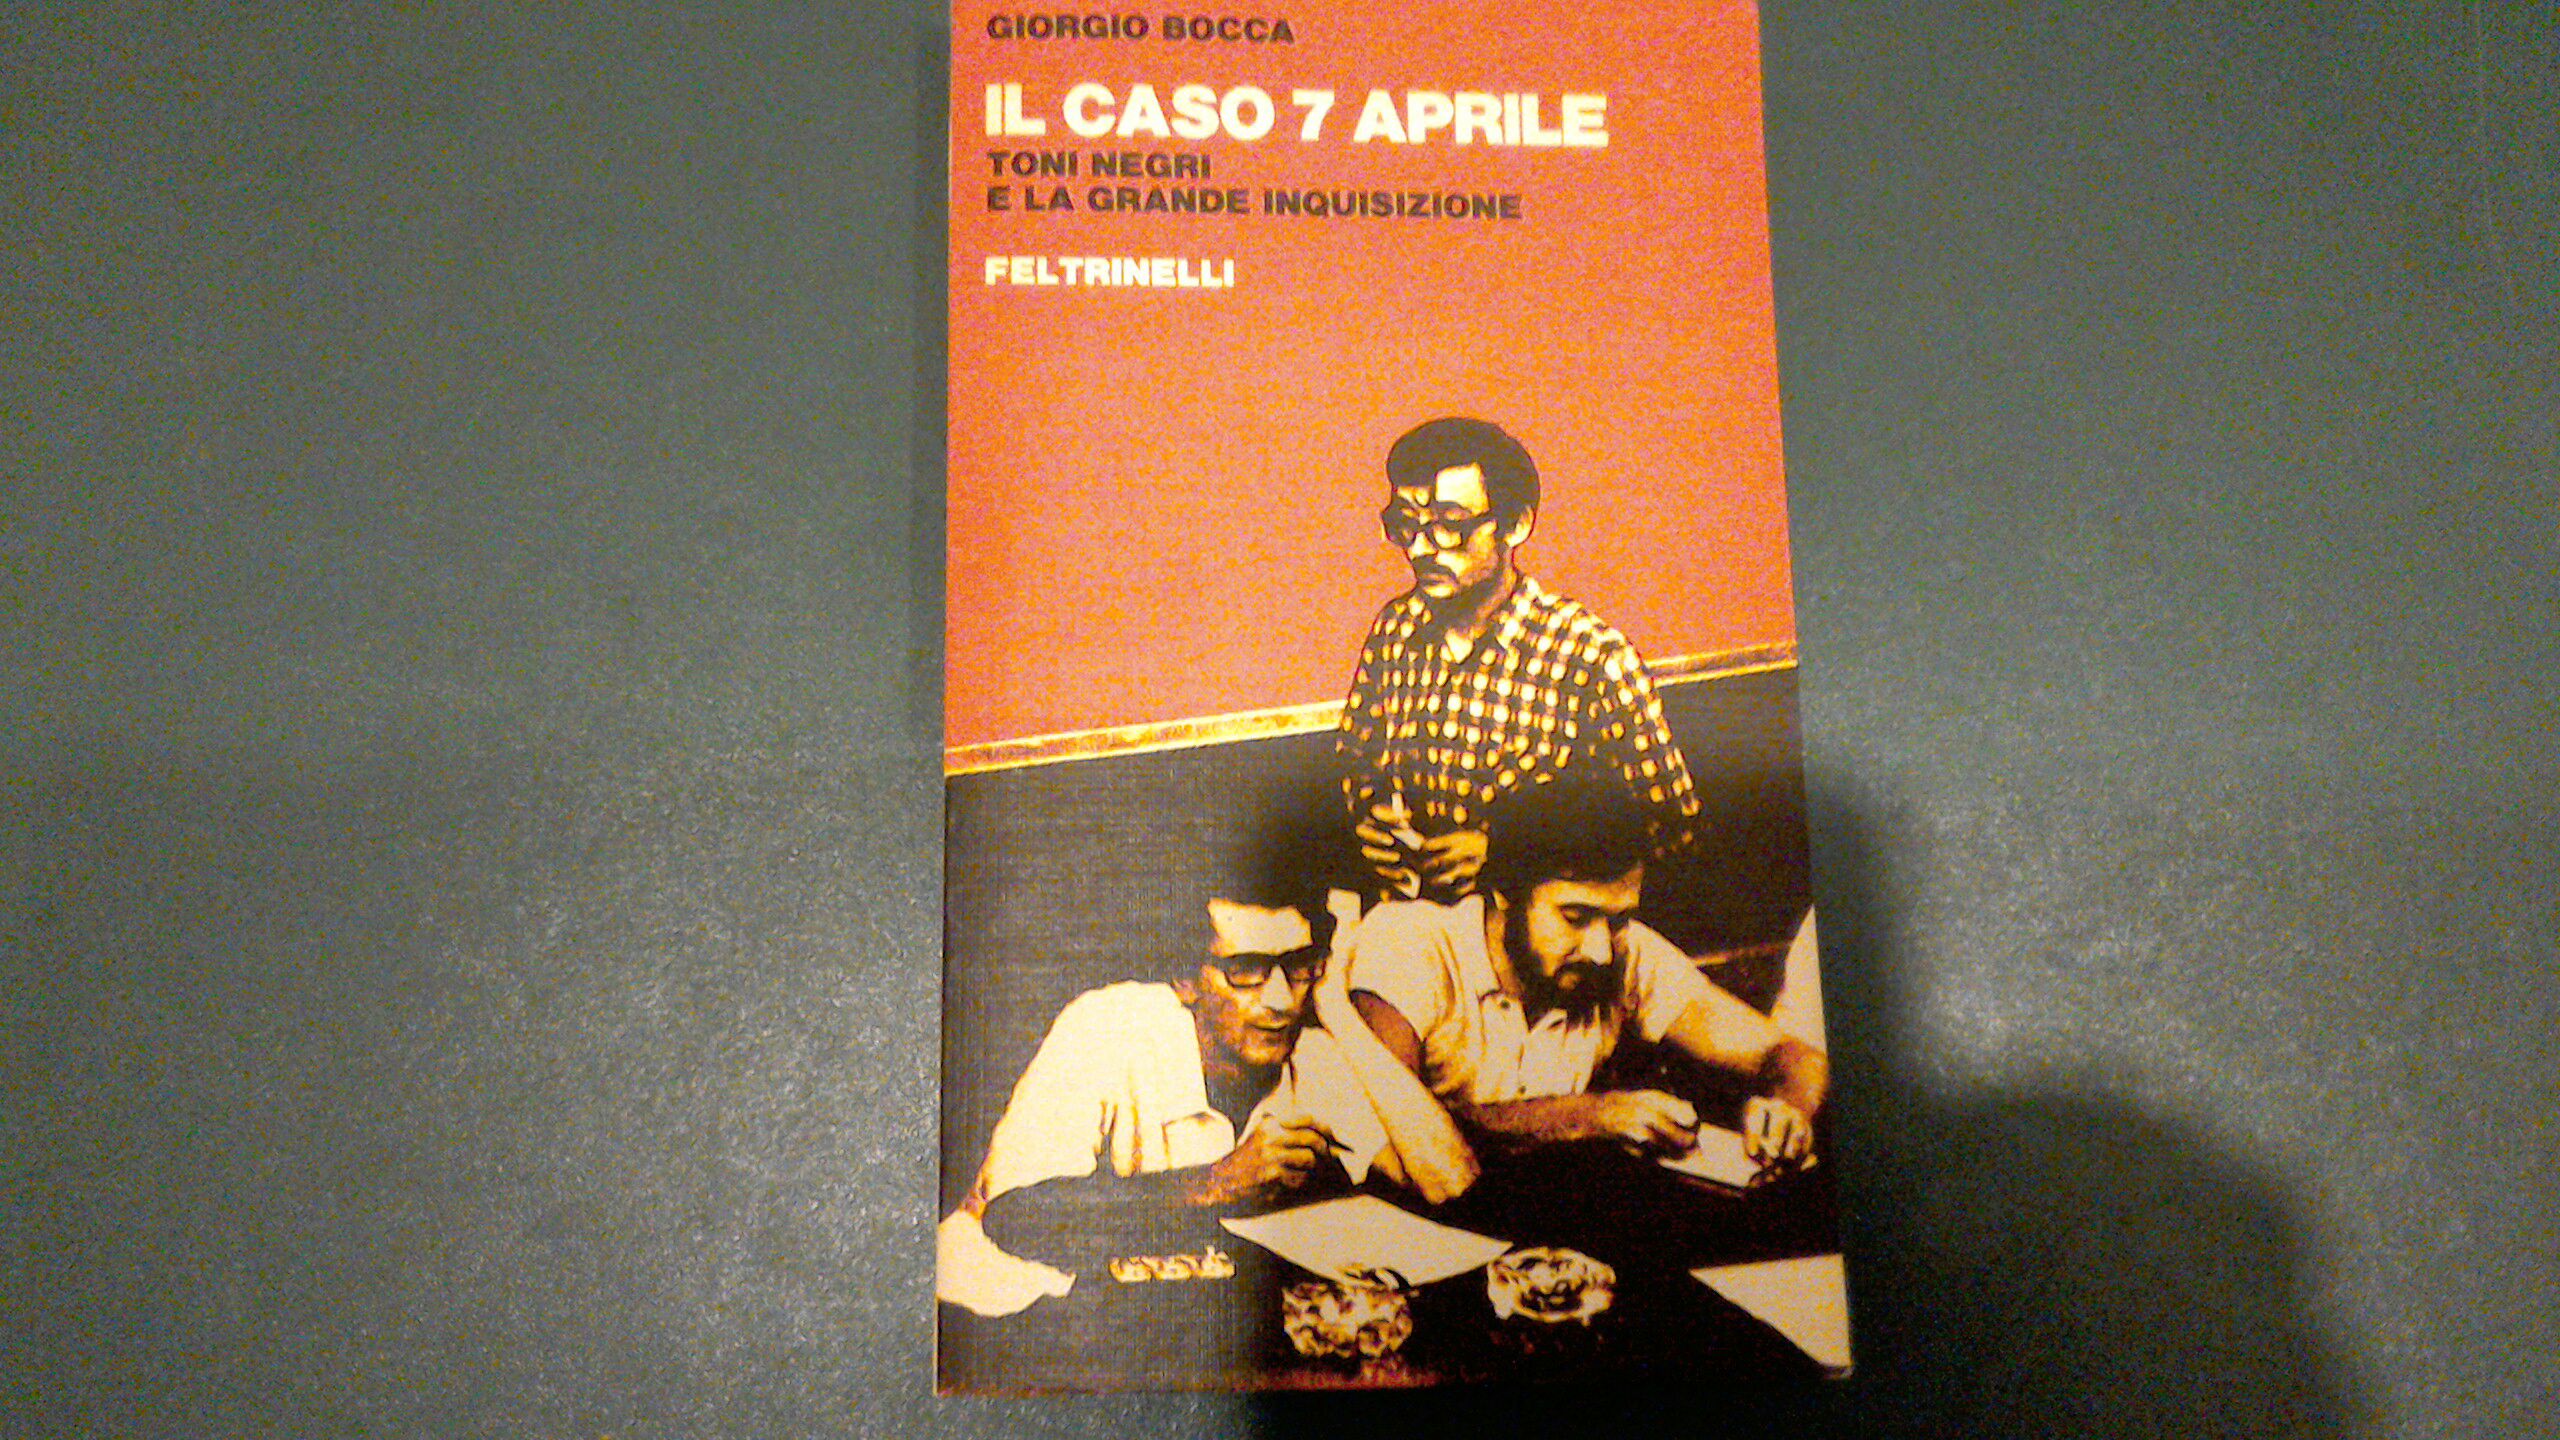 GIORGIO BOCCA
IL CASO 7 APRILE
TONI NEGRI
E LA GRANDE INQUISIZIONE
FELTRINELLI